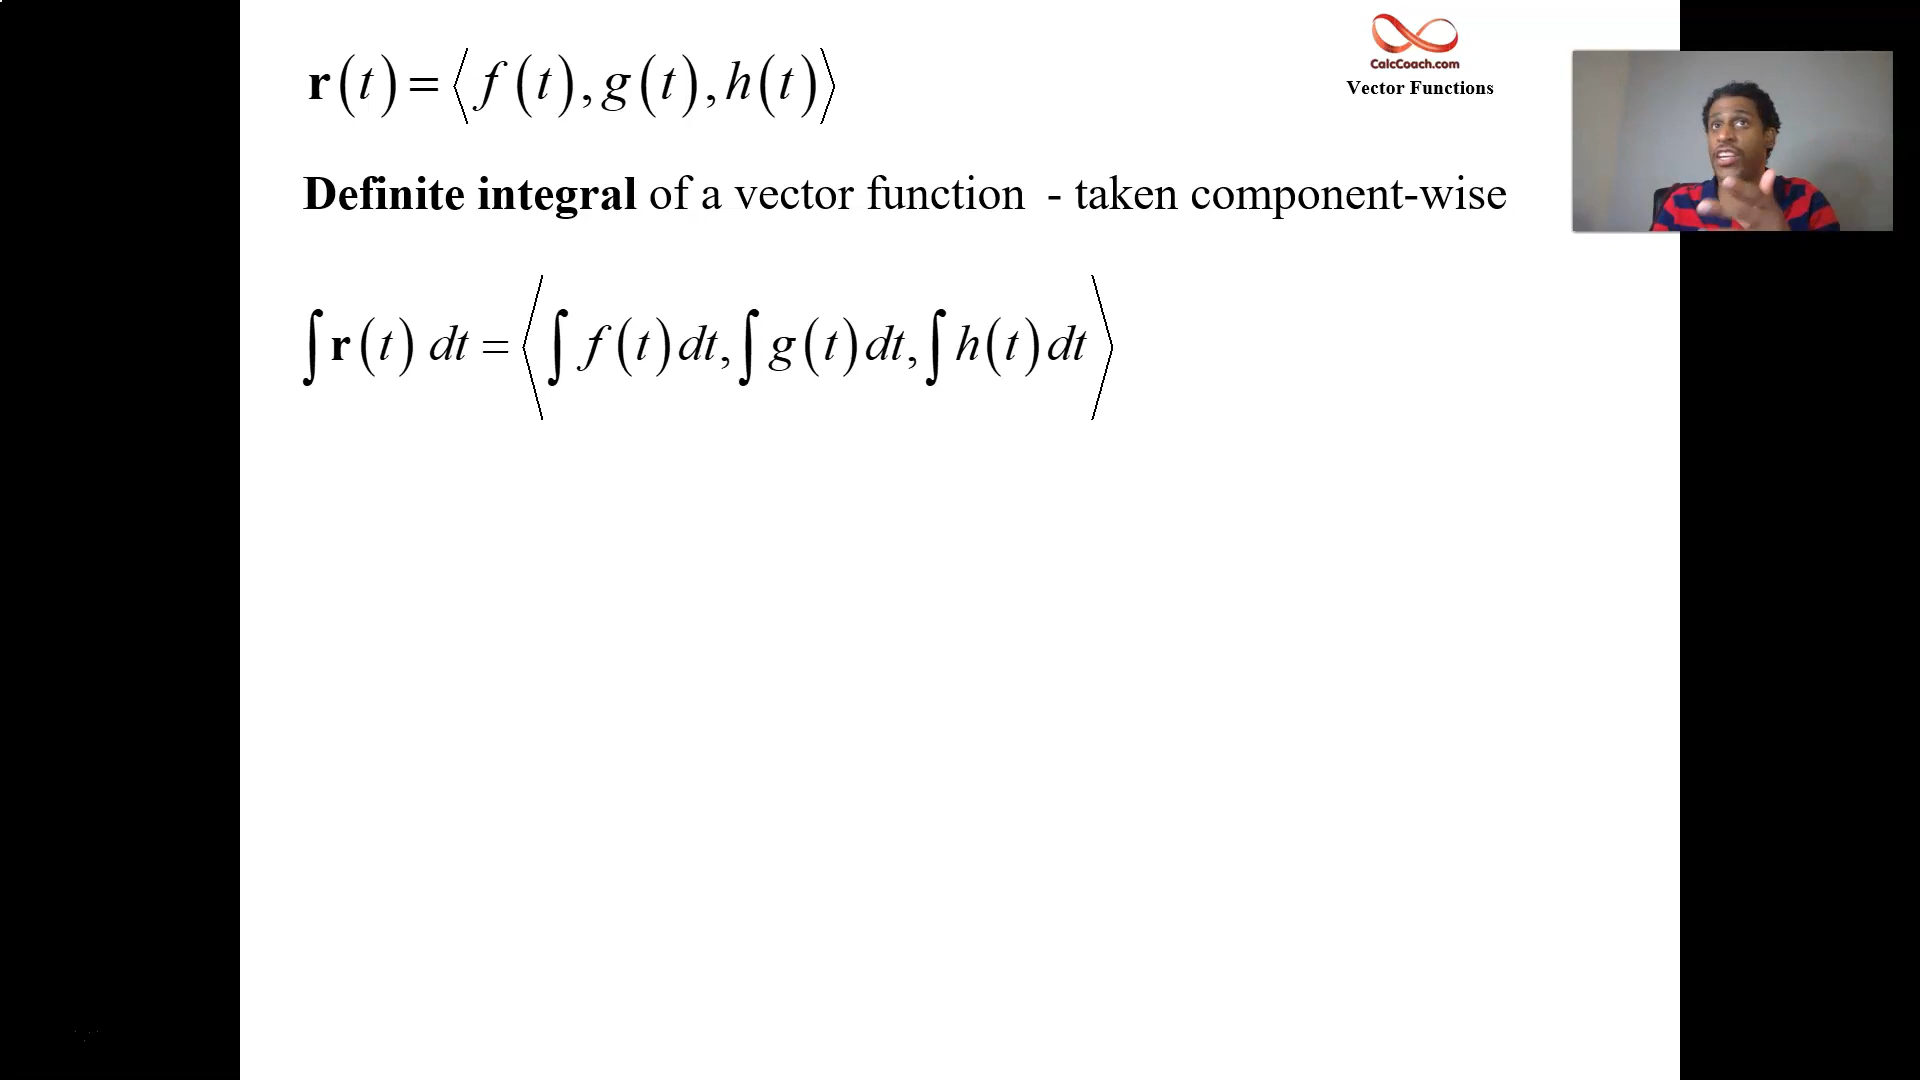 r(t) = ⟨f(t), g(t), h(t)⟩
CalcCoach.com
Vector Functions
Definite integral of a vector function - taken component-wise
∫r(t) dt = ⟨∫f(t)dt, ∫g(t)dt, ∫h(t)dt⟩